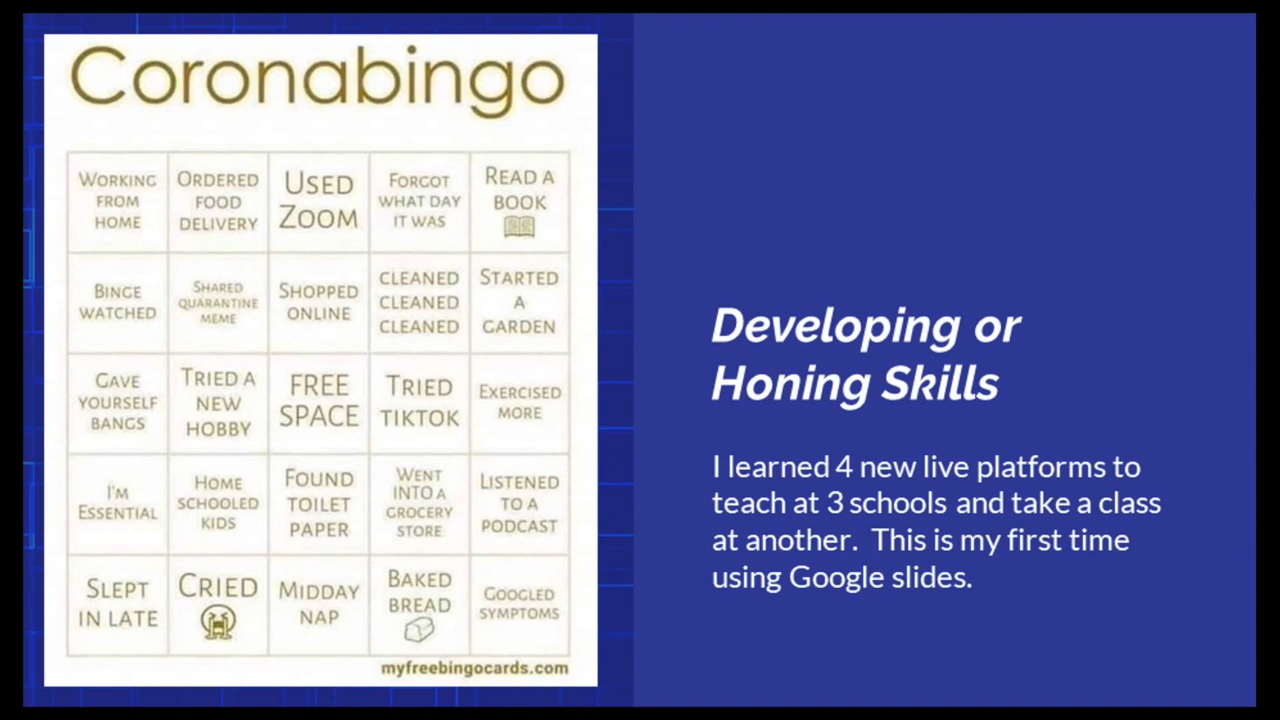 Coronabingo
WORKING
FROM
HOME
ORDERED
FOOD
DELIVERY
USED
ZOOM
FORGOT
WHAT DAY
IT WAS
READ A
BOOK
BINGE
WATCHED
SHARED
QUARANTINE
MEME
SHOPPED
ONLINE
CLEANED
CLEANED
CLEANED
STARTED
A
GARDEN
GAVE
YOURSELF
BANGS
TRIED A
NEW
HOBBY
FREE
SPACE
TRIED
TIKTOK
EXERCISED
MORE
I'M
ESSENTIAL
HOME
SCHOOLED
KIDS
FOUND
TOILET
PAPER
WENT
INTO A
GROCERY
STORE
LISTENED
TO A
PODCAST
SLEPT
IN LATE
CRIED
MIDDAY
NAP
BAKED
BREAD
GOOGLED
SYMPTOMS
myfreebingocards.com
Developing or
Honing Skills
I learned 4 new live platforms to
teach at 3 schools and take a class
at another.  This is my first time
using Google slides.